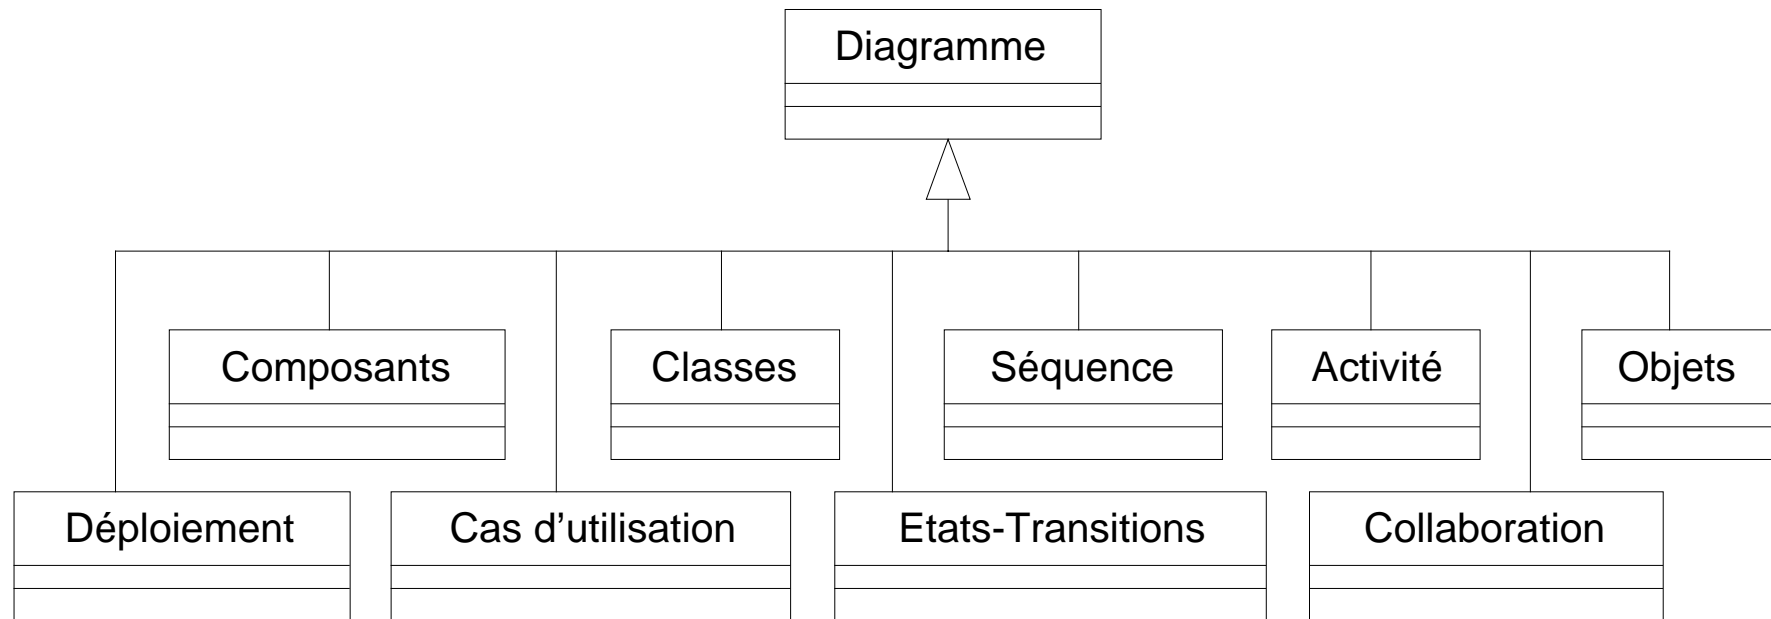 Diagramme
Composants
Classes
Séquence
Activité
Objets
Déploiement
Cas d’utilisation
Etats-Transitions
Collaboration